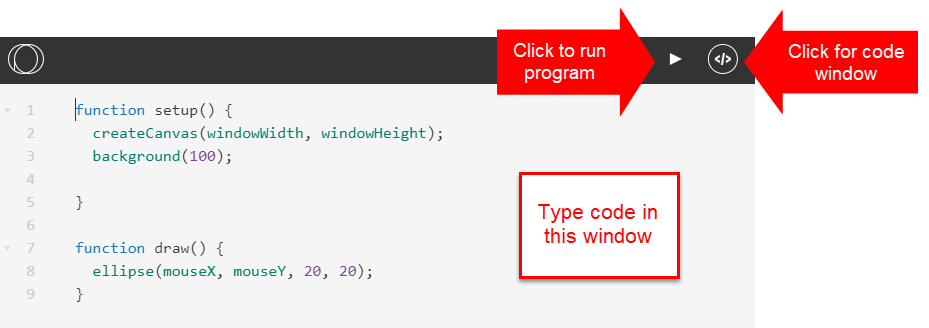 Click to run
program
</>
Click for code
window
1 function setup() {
2 createCanvas(windowWidth, windowHeight);
3 background(100);
4
5 }
6
7 function draw() {
8 ellipse(mouseX, mouseY, 20, 20);
9 }
Type code in
this window